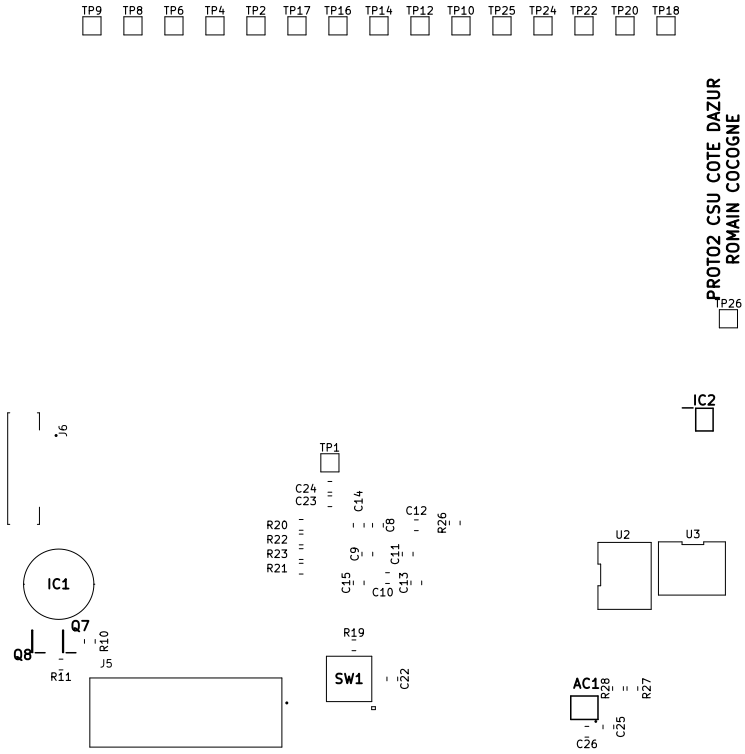 TP9 TP8 TP6 TP4 TP2 TP17 TP16 TP14 TP12 TP10 TP25 TP24 TP22 TP20 TP18
PROTO2 CSU COTE DAZUR
ROMAIN COCOGNE
TP26
IC2
J6
TP1
C24
C23
C14
R20
C8
C12
R26
R22
R23
R21
C9
C11
C15
C10
C13
U2
U3
IC1
Q7
Q8
R10
R11
J5
R19
SW1
C22
AC1
R28
R27
C25
C26